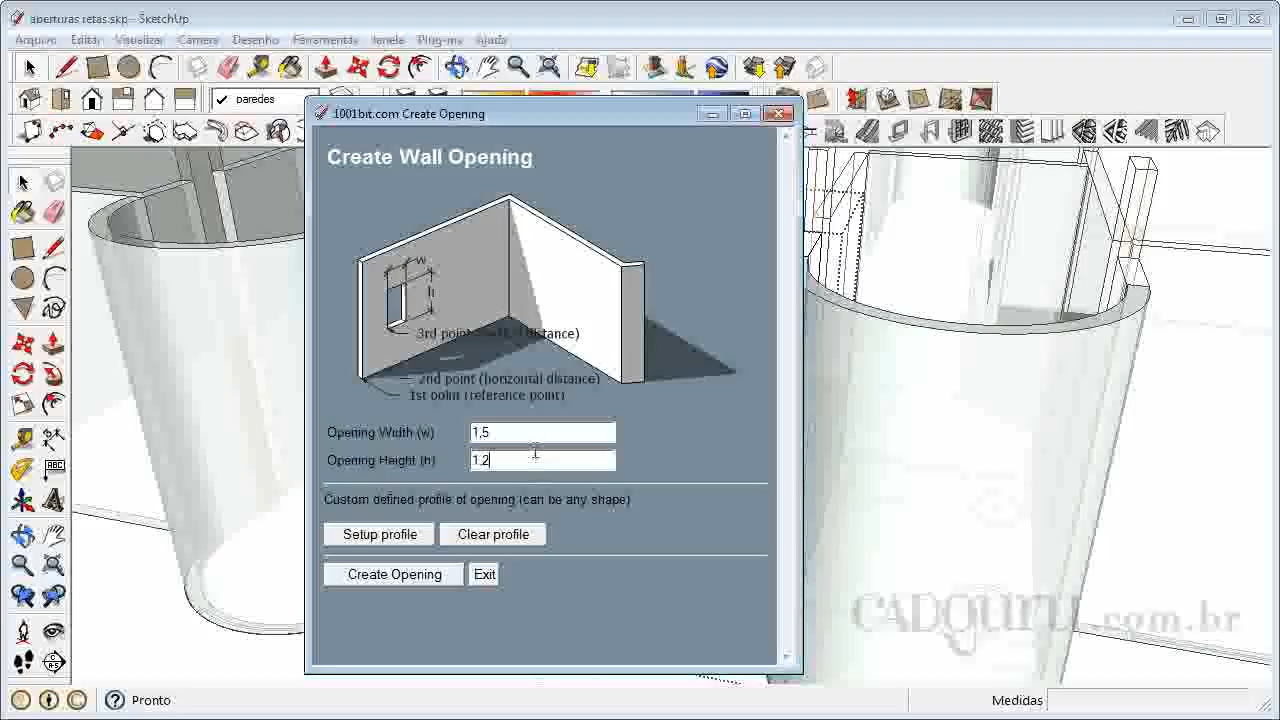 aberturas retas.skp - SketchUp
Arquivo Editar Visualizar Câmera Desenho Ferramentas Janela Plug-ins Ajuda
paredes
1001bit.com Create Opening
Create Wall Opening
w
h
3rd point distance)
2nd point (horizontal distance)
1st point (reference point)
Opening Width (w) 1,5
Opening Height (h) 1,2
Custom defined profile of opening (can be any shape)
Setup profile Clear profile
Create Opening Exit
ABC
CADGURU.com.br
Pronto Medidas